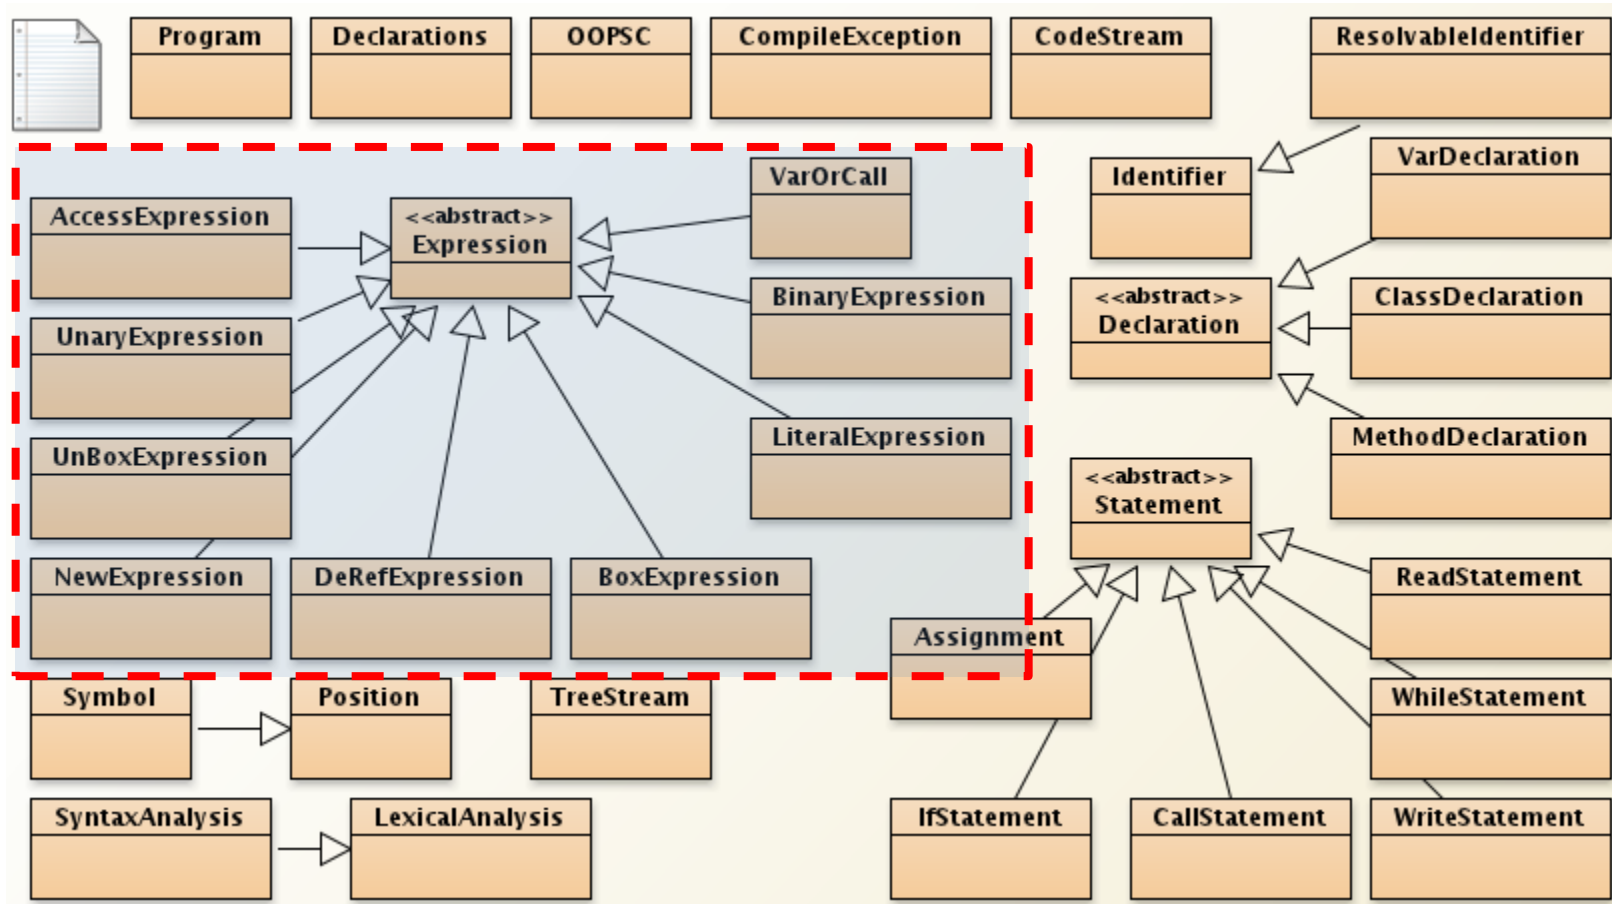 Program
Declarations
OOPSC
CompileException
CodeStream
ResolvableIdentifier
VarDeclaration
VarOrCall
Identifier
AccessExpression
<<abstract>>
Expression
BinaryExpression
<<abstract>>
Declaration
ClassDeclaration
UnaryExpression
LiteralExpression
MethodDeclaration
UnBoxExpression
<<abstract>>
Statement
NewExpression
DeRefExpression
BoxExpression
ReadStatement
Assignment
Symbol
Position
TreeStream
WhileStatement
SyntaxAnalysis
LexicalAnalysis
IfStatement
CallStatement
WriteStatement